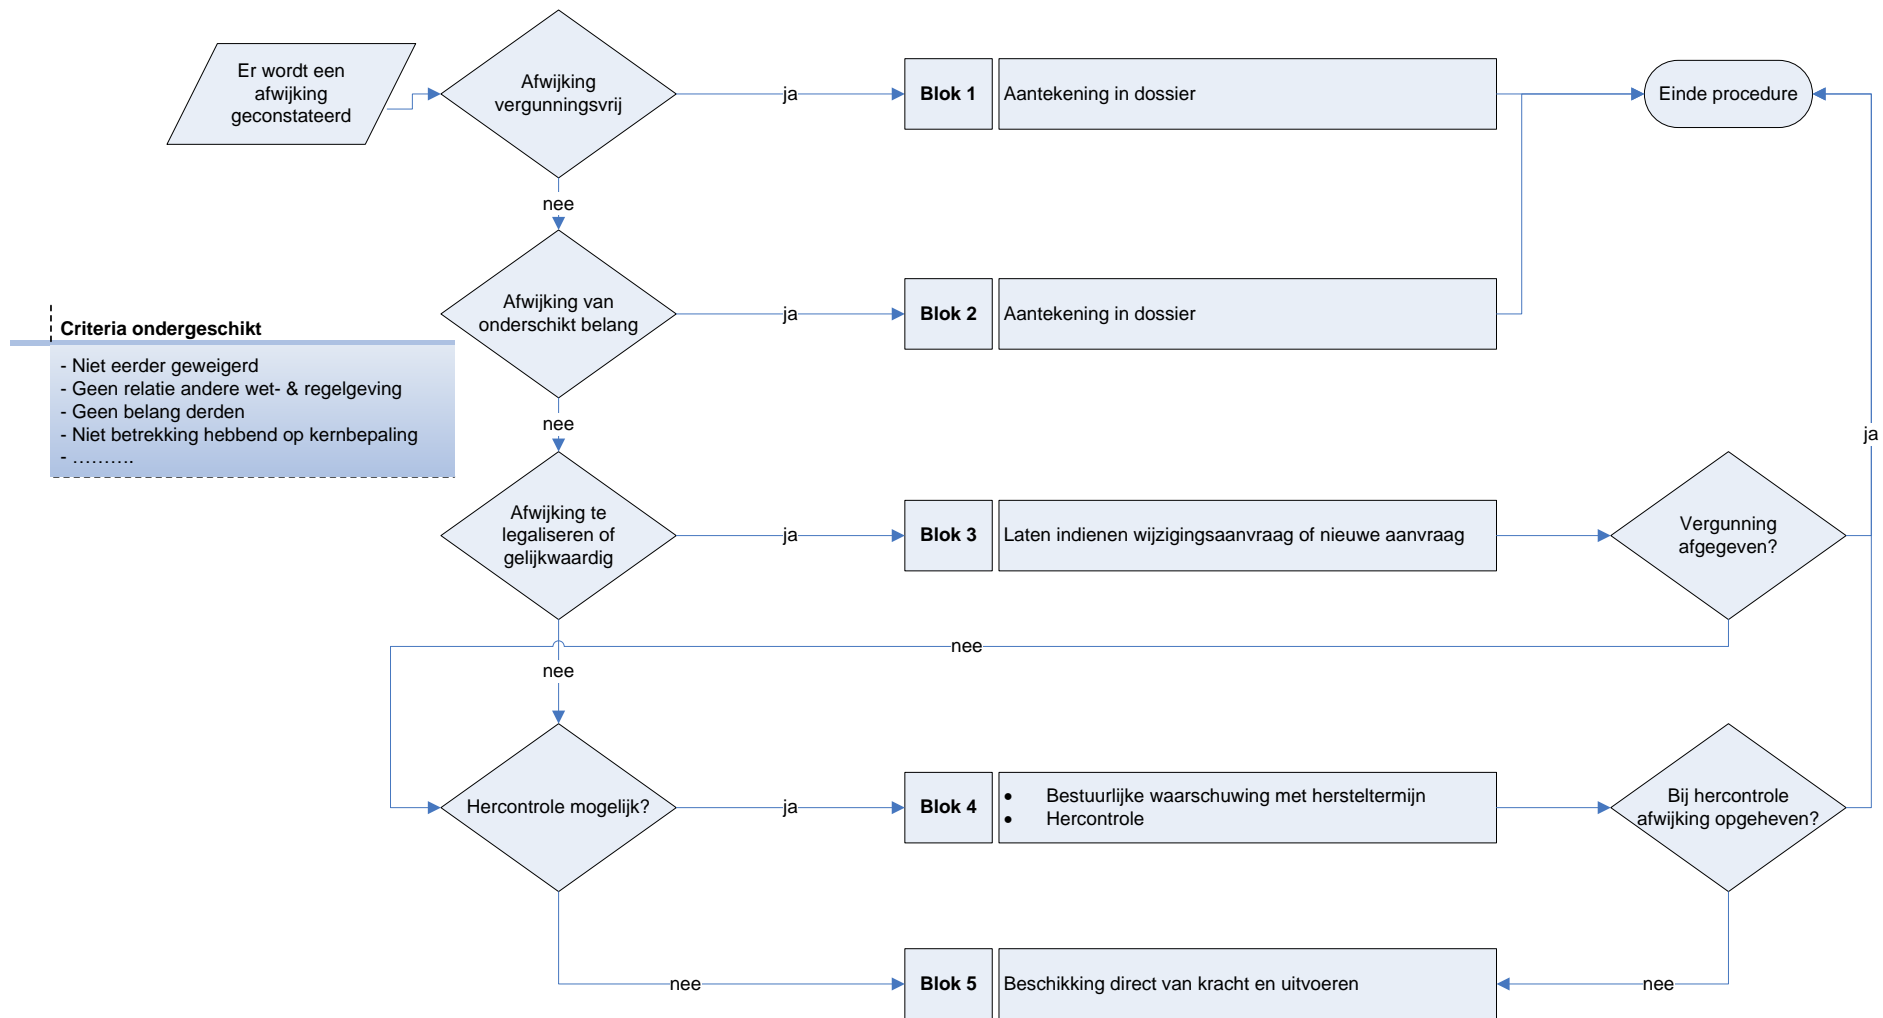 Er wordt een
afwijking
geconstateerd
Afwijking
vergunningsvrij
ja
Blok 1
Aantekening in dossier
Einde procedure
nee
Afwijking van
onderschikt belang
ja
Blok 2
Aantekening in dossier
Criteria ondergeschikt
- Niet eerder geweigerd
- Geen relatie andere wet- & regelgeving
- Geen belang derden
- Niet betrekking hebbend op kernbepaling
- ……….
nee
ja
Afwijking te
legaliseren of
gelijkwaardig
ja
Blok 3
Laten indienen wijzigingsaanvraag of nieuwe aanvraag
Vergunning
afgegeven?
nee
nee
Hercontrole mogelijk?
ja
Blok 4
• Bestuurlijke waarschuwing met hersteltermijn
• Hercontrole
Bij hercontrole
afwijking opgeheven?
nee
Blok 5
Beschikking direct van kracht en uitvoeren
nee